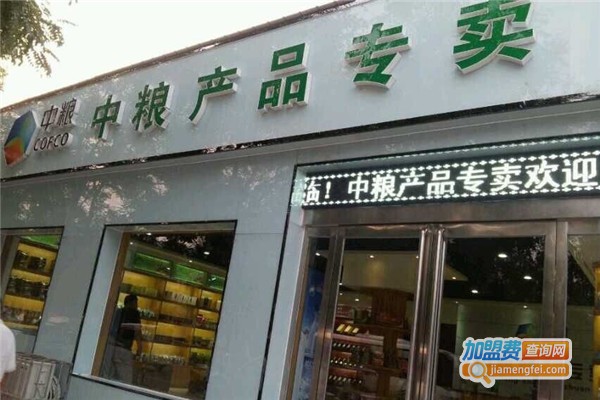 中粮
COFCO
中粮产品专卖
临！中粮产品专卖欢迎
加盟费查询网
jiamengfei.com